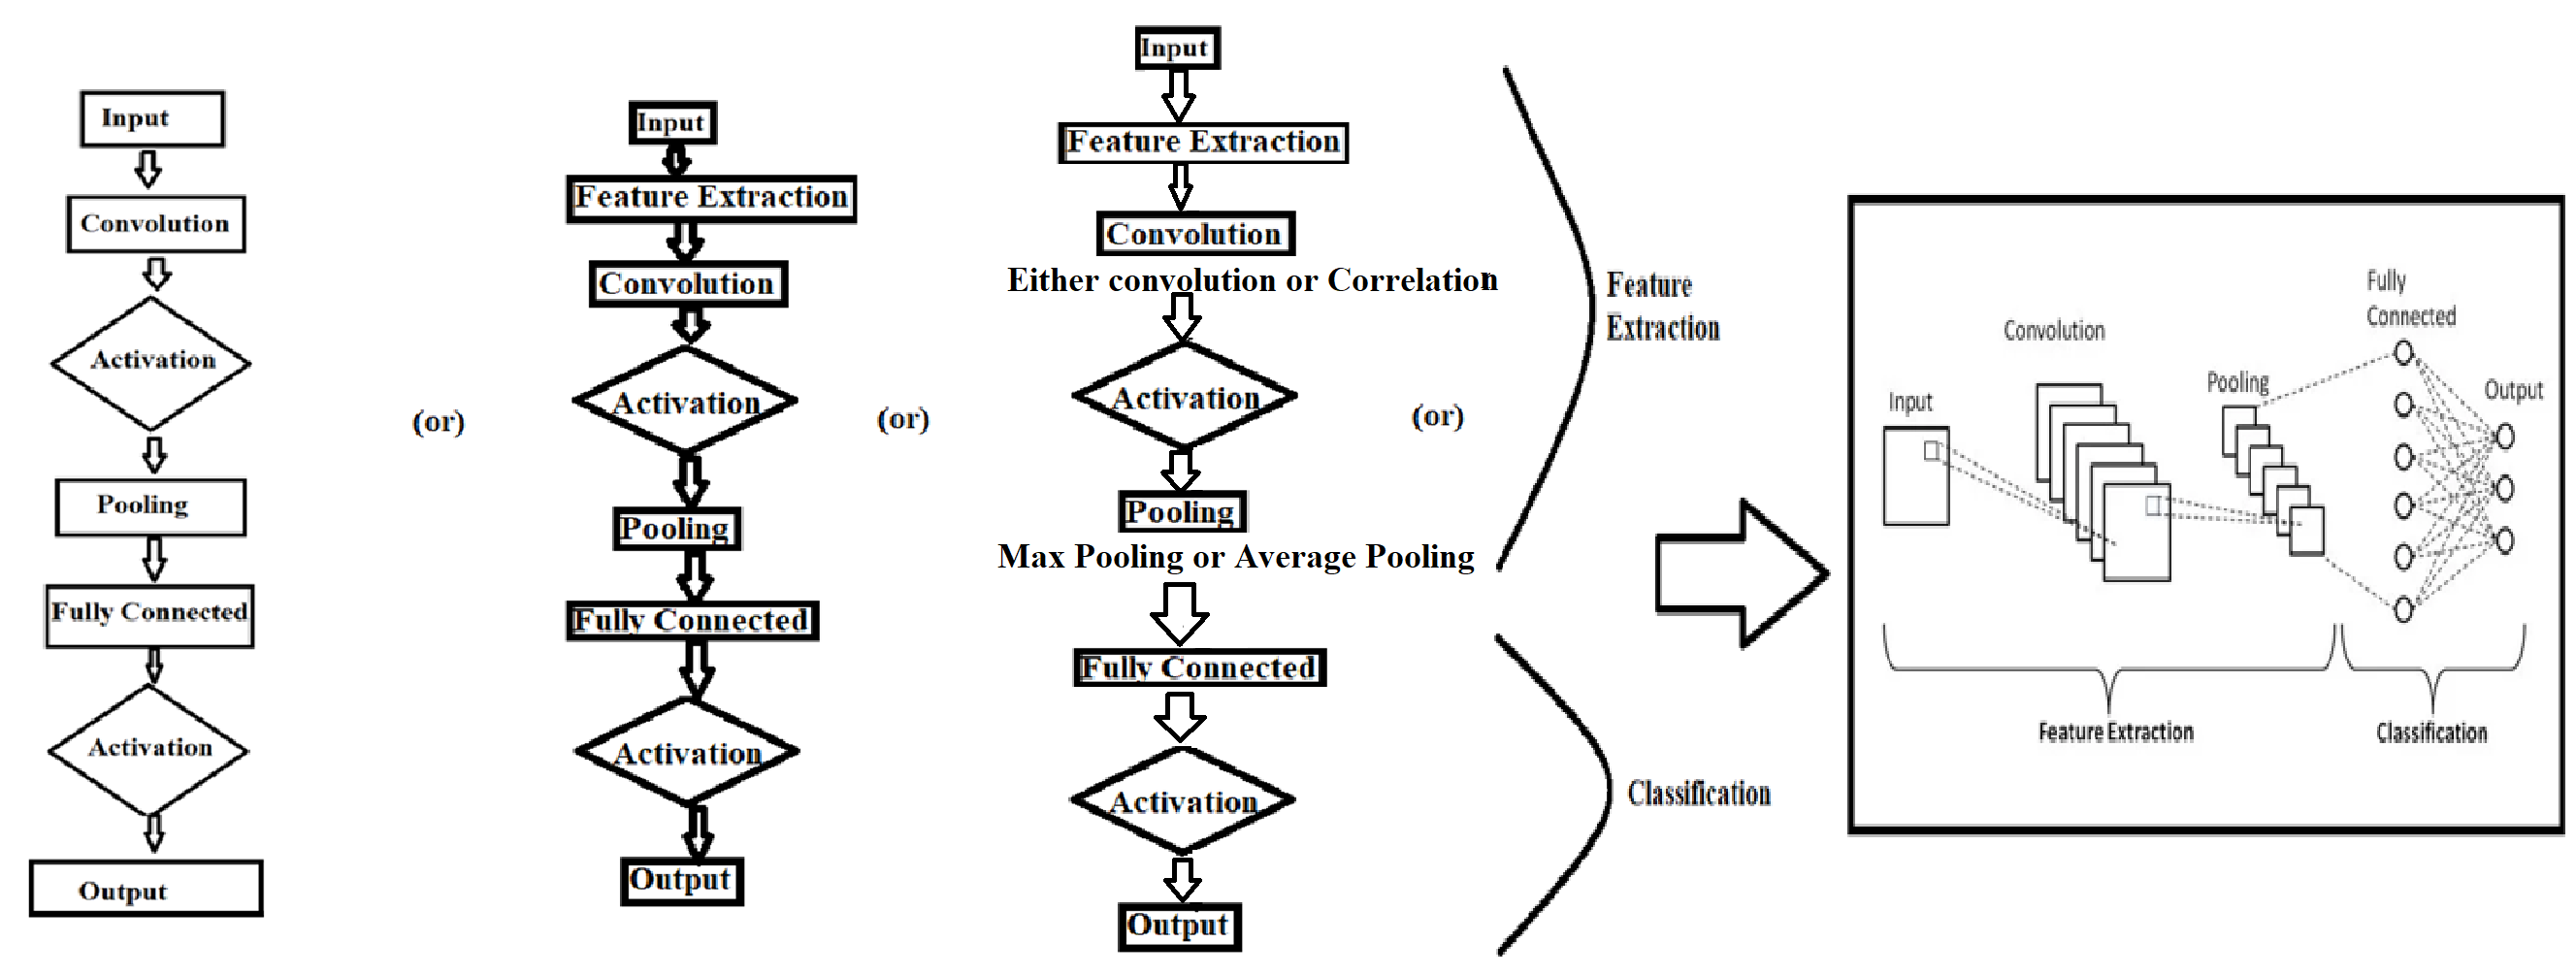 Input
Convolution
Activation
Pooling
Fully Connected
Activation
Output
(or)
Input
Feature Extraction
Convolution
Activation
Pooling
Fully Connected
Activation
Output
(or)
Input
Feature Extraction
Convolution
Either convolution or Correlation
Activation
Pooling
Max Pooling or Average Pooling
Fully Connected
Activation
Output
(or)
Feature
Extraction
Classification
Input
Convolution
Pooling
Fully
Connected
Output
Feature Extraction
Classification